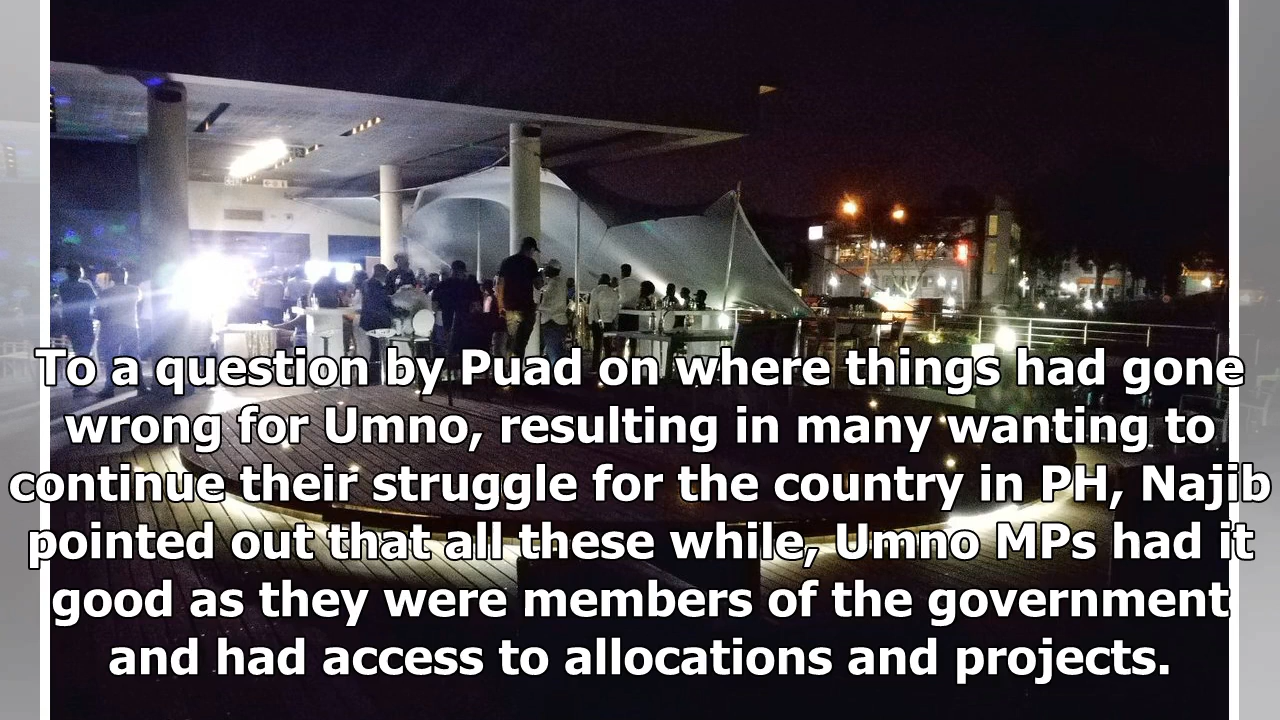 To a question by Puad on where things had gone
wrong for Umno, resulting in many wanting to
continue their struggle for the country in PH, Najib
pointed out that all these while, Umno MPs had it
good as they were members of the government
and had access to allocations and projects.